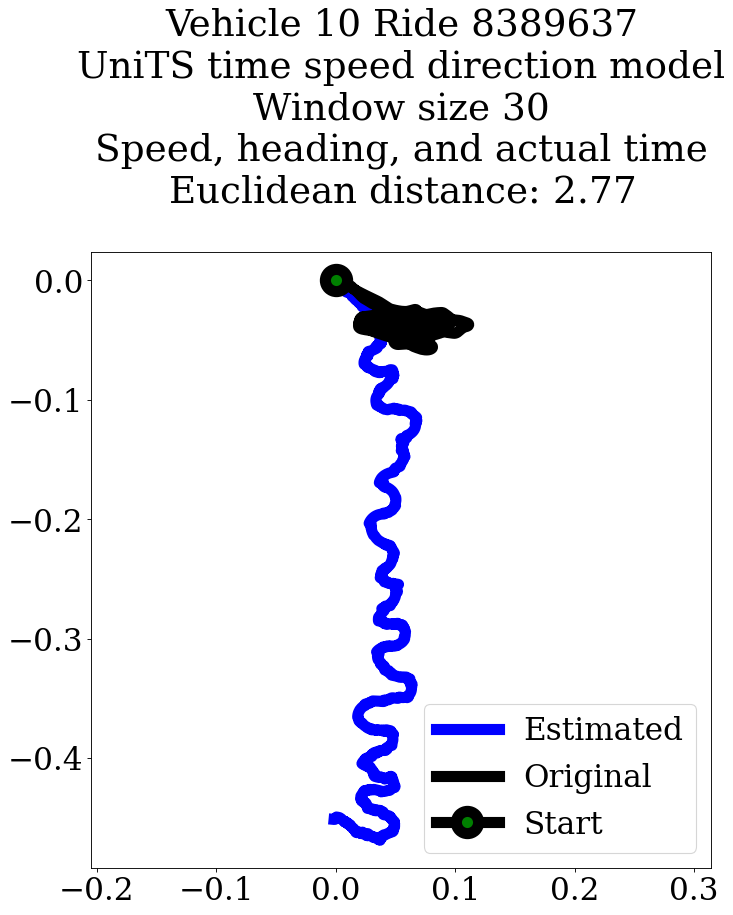 Vehicle 10 Ride 8389637
UniTS time speed direction model
Window size 30
Speed, heading, and actual time
Euclidean distance: 2.77
0.0
−0.1
−0.2
−0.3
−0.4
Estimated
Original
Start
−0.2 −0.1 0.0 0.1 0.2 0.3